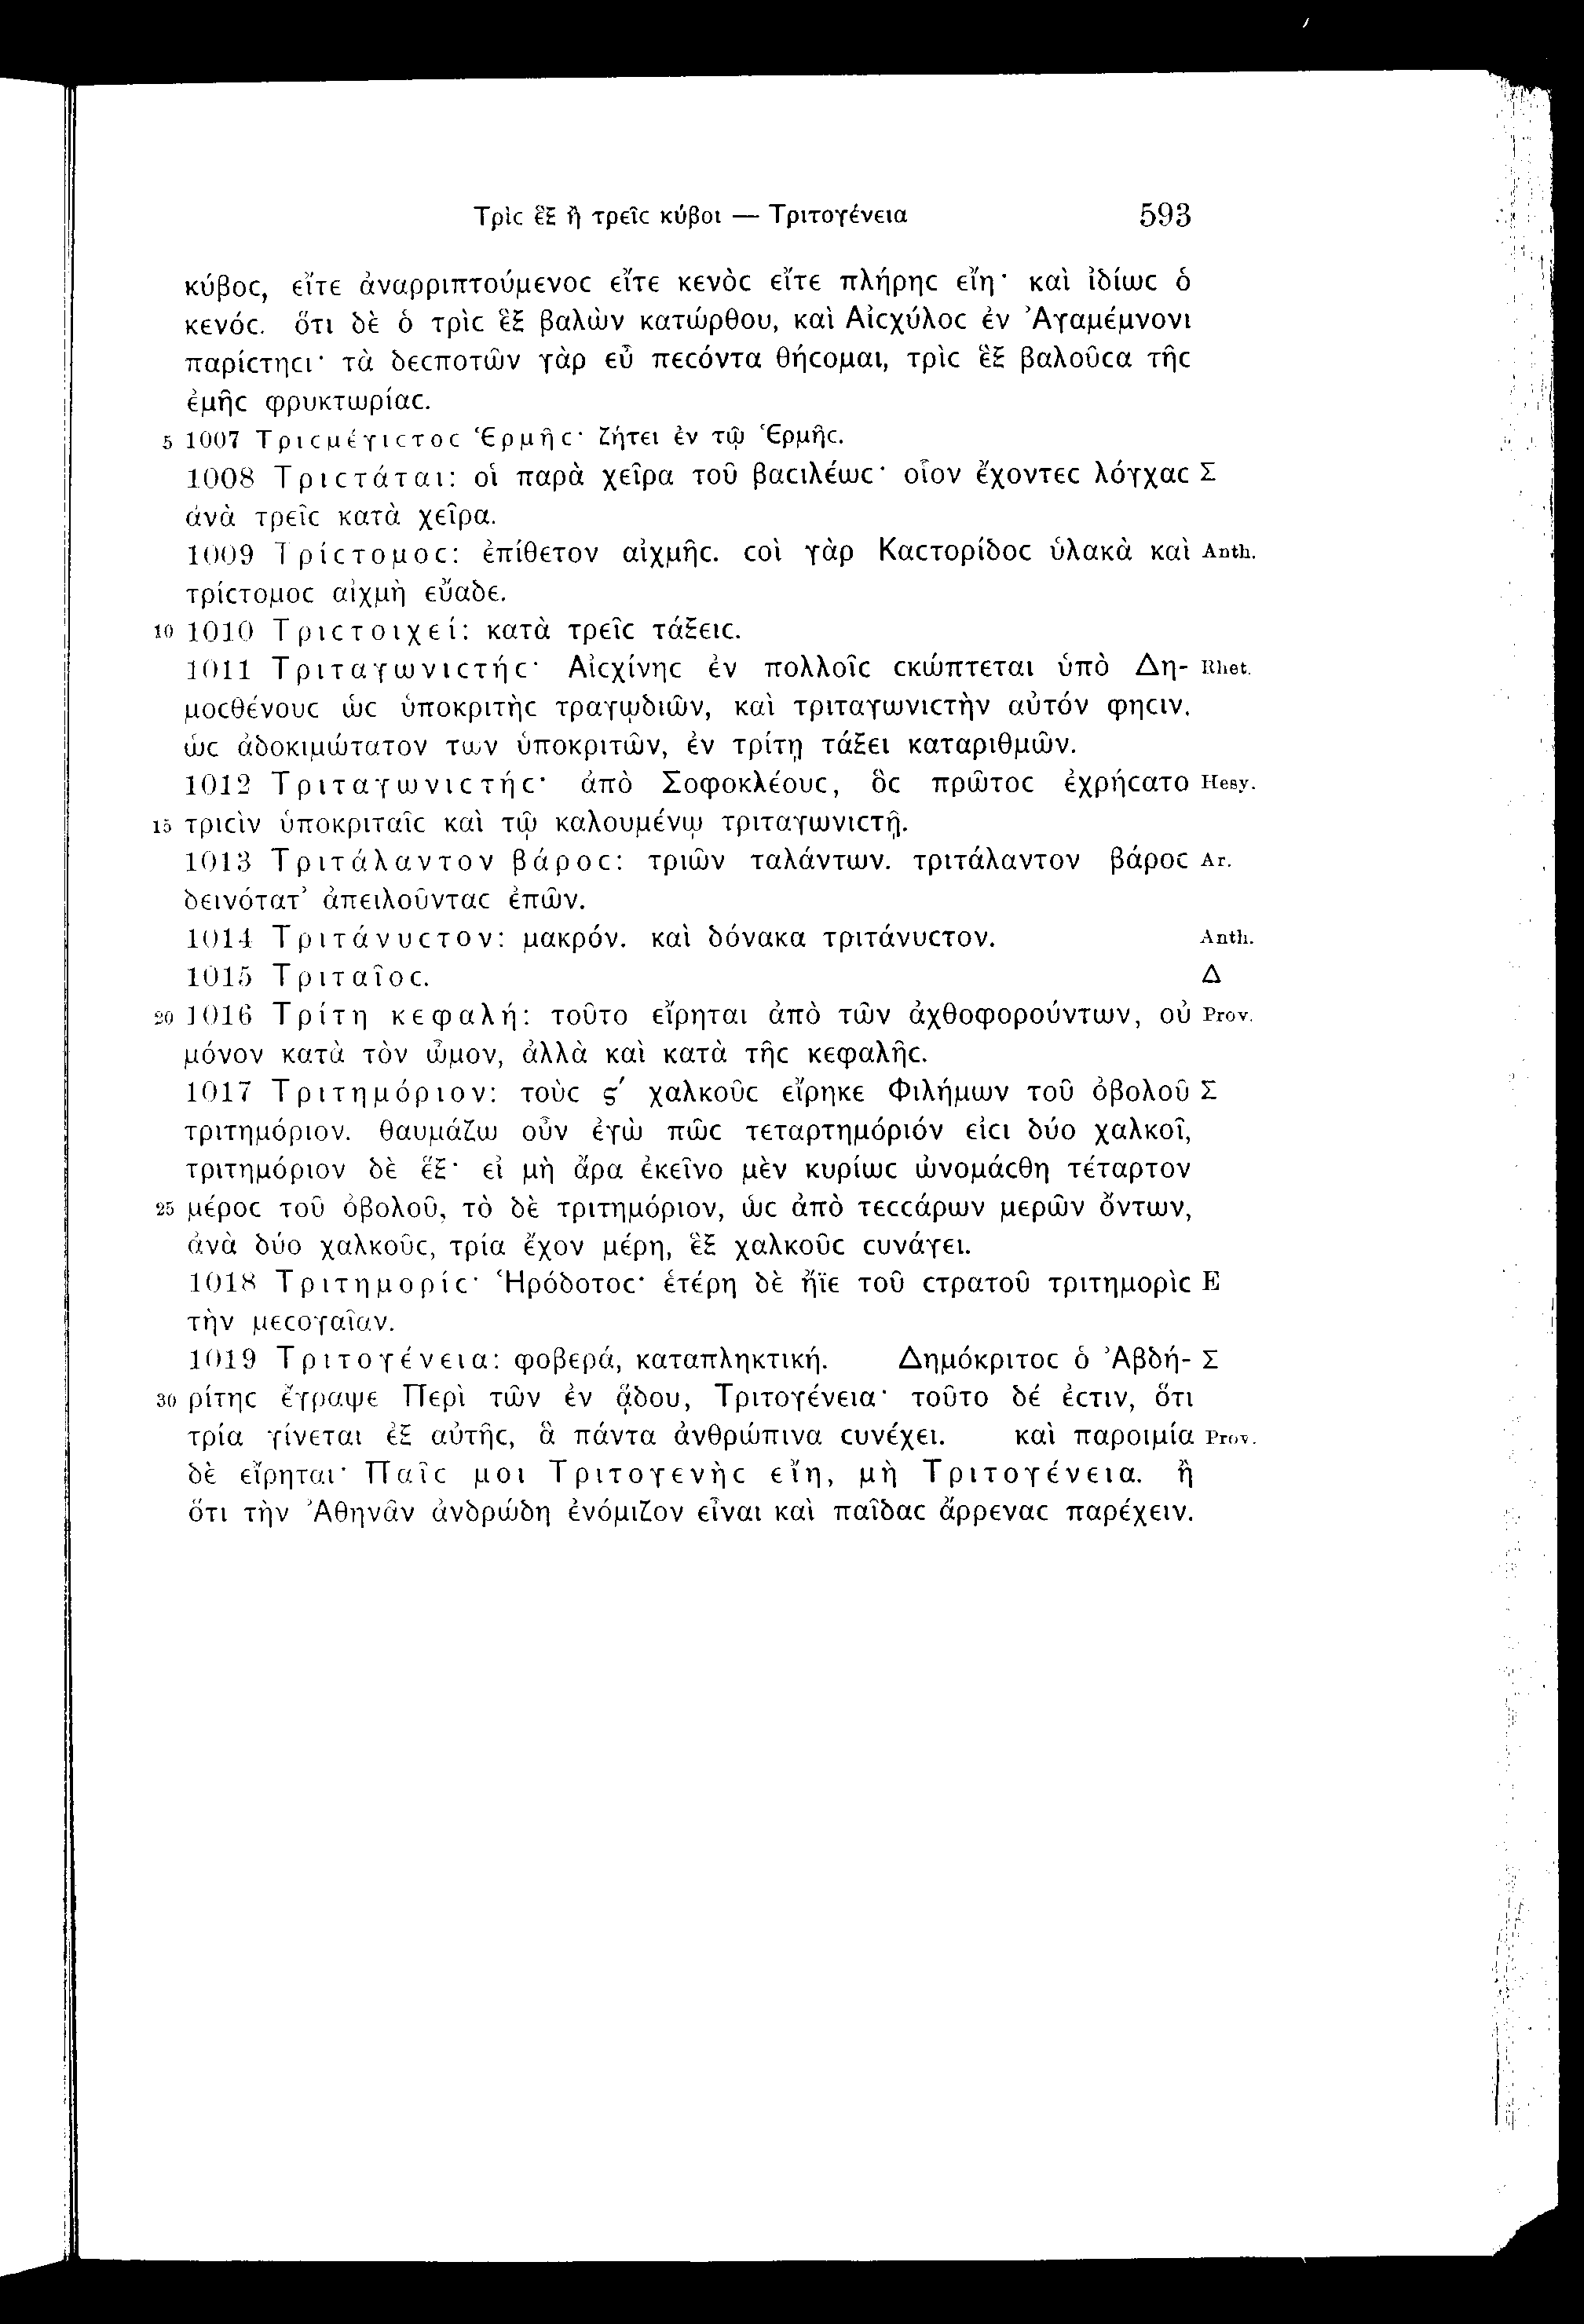 Τρὶς ἓξ ἢ τρεῖς κύβοι — Τριτογένεια 593
κύβος, εἴτε ἀναρριπτούμενος εἴτε κενὸς εἴτε πλήρης εἴη· καὶ ἰδίως ὁ
κενός. ὅτι δὲ ὁ τρὶς ἓξ βαλὼν κατώρθου, καὶ Αἰσχύλος ἐν Ἀγαμέμνονι
παρίστησι· τὰ δεσποτῶν γὰρ εὖ πεσόντα θήσομαι, τρὶς ἓξ βαλοῦσα τῆς
ἐμῆς φρυκτωρίας.
5 1007 Τρισμέγιστος Ἑρμῆς· ζήτει ἐν τῷ Ἑρμῆς.
1008 Τριστάται: οἱ παρὰ χεῖρα τοῦ βασιλέως· οἷον ἔχοντες λόγχας Σ
ἀνὰ τρεῖς κατὰ χεῖρα.
1009 Τρίστομος: ἐπίθετον αἰχμῆς. σοὶ γὰρ Καστορίδος ὑλακὰ καὶ Anth.
τρίστομος αἰχμὴ εὔαδε.
10 1010 Τριστοιχεί: κατὰ τρεῖς τάξεις.
1011 Τριταγωνιστής· Αἰσχίνης ἐν πολλοῖς σκώπτεται ὑπὸ Δη- Rhet.
μοσθένους ὡς ὑποκριτὴς τραγῳδιῶν, καὶ τριταγωνιστὴν αὐτόν φησιν,
ὡς ἀδοκιμώτατον τῶν ὑποκριτῶν, ἐν τρίτῃ τάξει καταριθμῶν.
1012 Τριταγωνιστής· ἀπὸ Σοφοκλέους, ὃς πρῶτος ἐχρήσατο Hesy.
15 τρισὶν ὑποκριταῖς καὶ τῷ καλουμένῳ τριταγωνιστῇ.
1013 Τριτάλαντον βάρος: τριῶν ταλάντων. τριτάλαντον βάρος Ar.
δεινότατ’ ἀπειλοῦντας ἐπῶν.
1014 Τριτάνυστον: μακρόν. καὶ δόνακα τριτάνυστον. Anth.
1015 Τριταῖος. Δ
20 1016 Τρίτη κεφαλή: τοῦτο εἴρηται ἀπὸ τῶν ἀχθοφορούντων, οὐ Prov.
μόνον κατὰ τὸν ὦμον, ἀλλὰ καὶ κατὰ τῆς κεφαλῆς.
1017 Τριτημόριον: τοὺς ϛʹ χαλκοῦς εἴρηκε Φιλήμων τοῦ ὀβολοῦ Σ
τριτημόριον. θαυμάζω οὖν ἐγὼ πῶς τεταρτημόριόν εἰσι δύο χαλκοῖ,
τριτημόριον δὲ ἕξ· εἰ μὴ ἄρα ἐκεῖνο μὲν κυρίως ὠνομάσθη τέταρτον
25 μέρος τοῦ ὀβολοῦ, τὸ δὲ τριτημόριον, ὡς ἀπὸ τεσσάρων μερῶν ὄντων,
ἀνὰ δύο χαλκοῦς, τρία ἔχον μέρη, ἓξ χαλκοῦς συνάγει.
1018 Τριτημορίς· Ἡρόδοτος· ἑτέρη δὲ ἤϊε τοῦ στρατοῦ τριτημορὶς E
τὴν μεσογαῖαν.
1019 Τριτογένεια: φοβερά, καταπληκτική. Δημόκριτος ὁ Ἀβδη- Σ
30 ρίτης ἔγραψε Περὶ τῶν ἐν ᾅδου, Τριτογένεια· τοῦτο δέ ἐστιν, ὅτι
τρία γίνεται ἐξ αὐτῆς, ἃ πάντα ἀνθρώπινα συνέχει. καὶ παροιμία Prov.
δὲ εἴρηται· Παῖς μοι Τριτογενὴς εἴη, μὴ Τριτογένεια. ἢ
ὅτι τὴν Ἀθηνᾶν ἀνδρώδη ἐνόμιζον εἶναι καὶ παῖδας ἄρρενας παρέχειν.